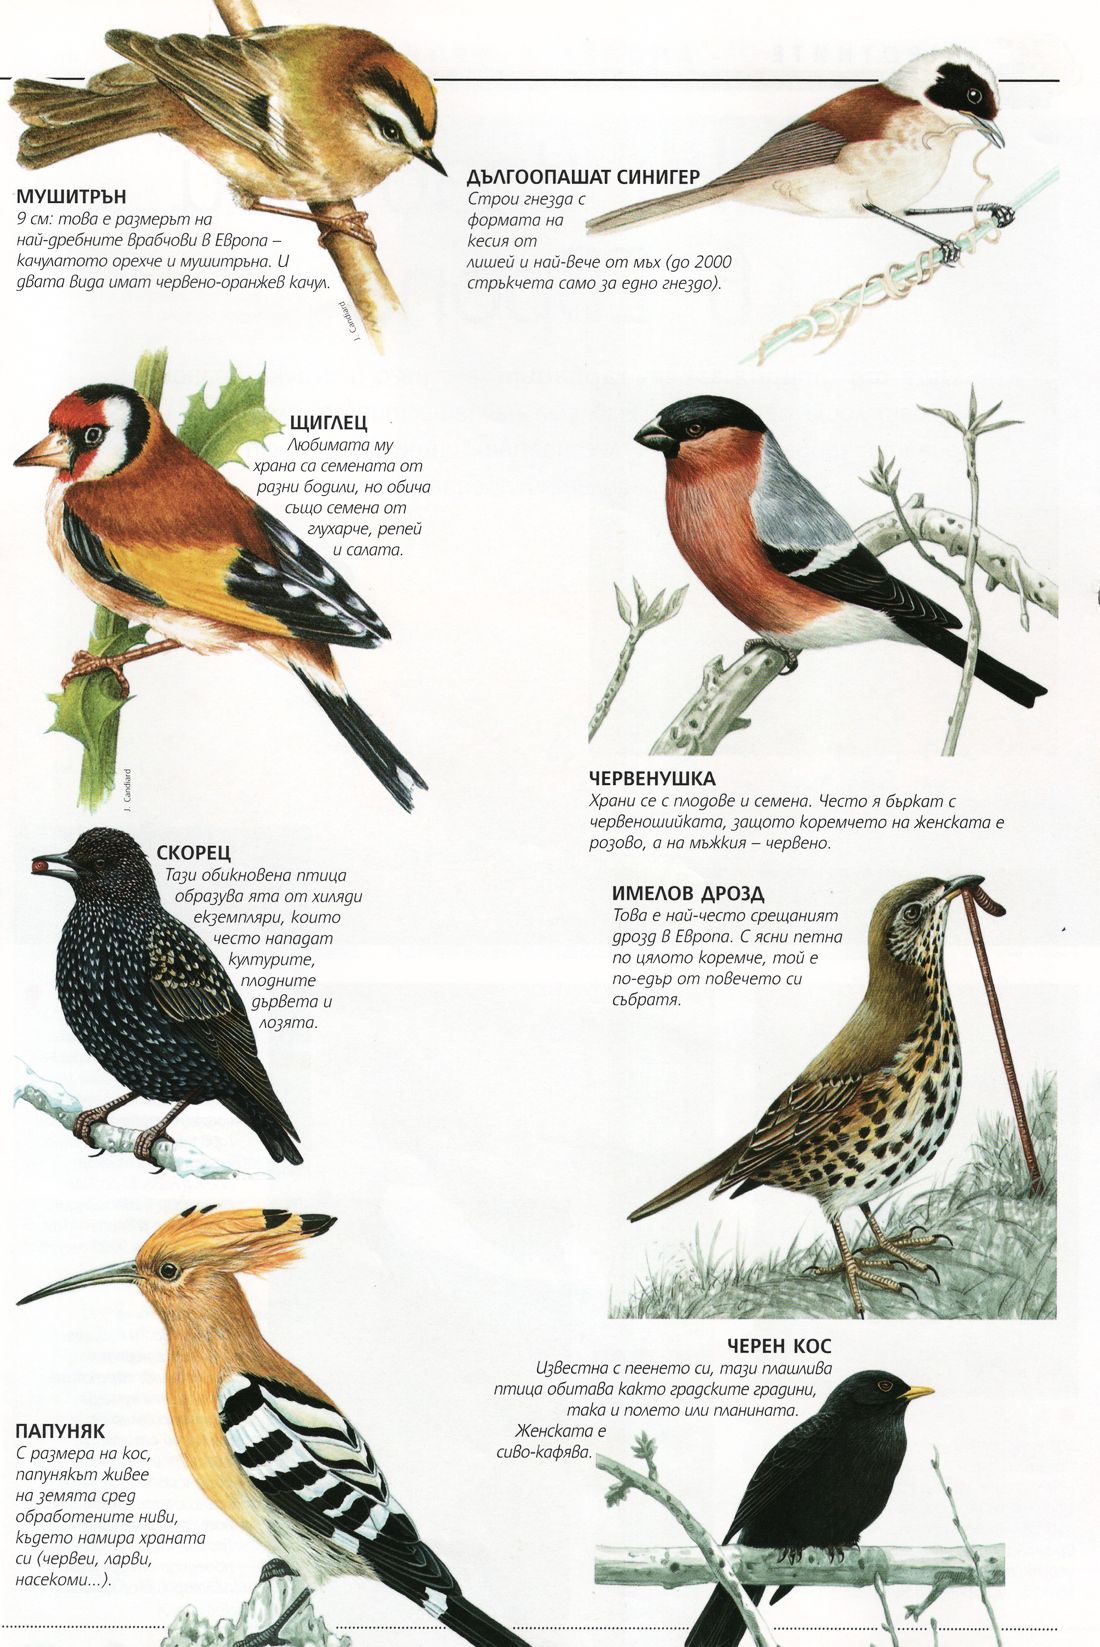 МУШИТРЪН
9 см: това е размерът на
най-дребните врабчови в Европа –
качулатото орехче и мушитръна. И
двата вида имат червено-оранжев качул.
J. Candiard
ДЪЛГООПАШАТ СИНИГЕР
Строи гнезда с
формата на
кесия от
лишей и най-вече от мъх (до 2000
стръкчета само за едно гнездо).
ЩИГЛЕЦ
Любимата му
храна са семената от
разни бодили, но обича
също семена от
глухарче, репей
и салата.
J. Candiard
ЧЕРВЕНУШКА
Храни се с плодове и семена. Често я бъркат с
червеношийката, защото коремчето на женската е
розово, а на мъжкия – червено.
СКОРЕЦ
Тази обикновена птица
образува ята от хиляди
екземпляри, които
често нападат
културите,
плодните
дървета и
лозята.
ИМЕЛОВ ДРОЗД
Това е най-често срещаният
дрозд в Европа. С ясни петна
по цялото коремче, той е
по-едър от повечето си
събратя.
ПАПУНЯК
С размера на кос,
папунякът живее
на земята сред
обработените ниви,
където намира храната
си (червеи, ларви,
насекоми...).
ЧЕРЕН КОС
Известна с пеенето си, тази плашлива
птица обитава както градските градини,
така и полето или планината.
Женската е
сиво-кафява.